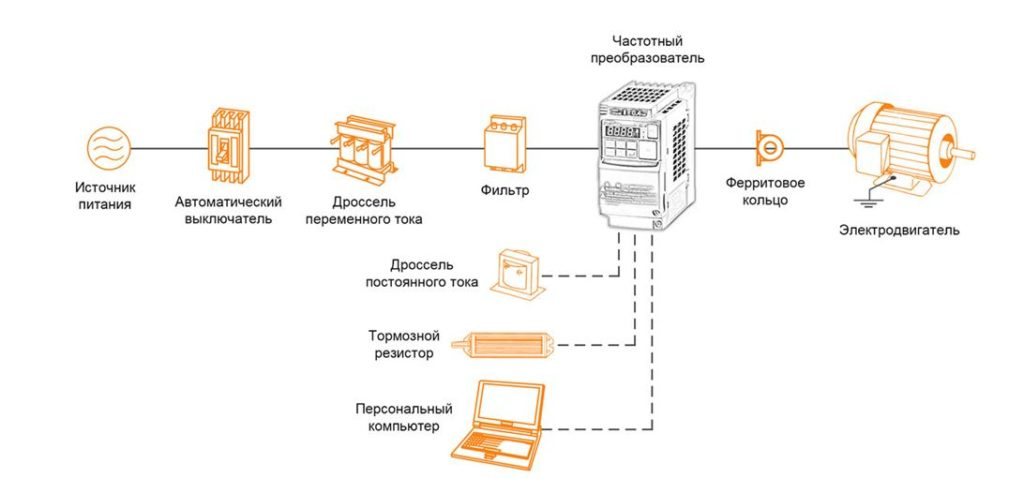 Частотный
преобразователь
Источник
питания
Автоматический
выключатель
Дроссель
переменного тока
Фильтр
Ферритовое
кольцо
Электродвигатель
Дроссель
постоянного тока
Тормозной
резистор
Персональный
компьютер